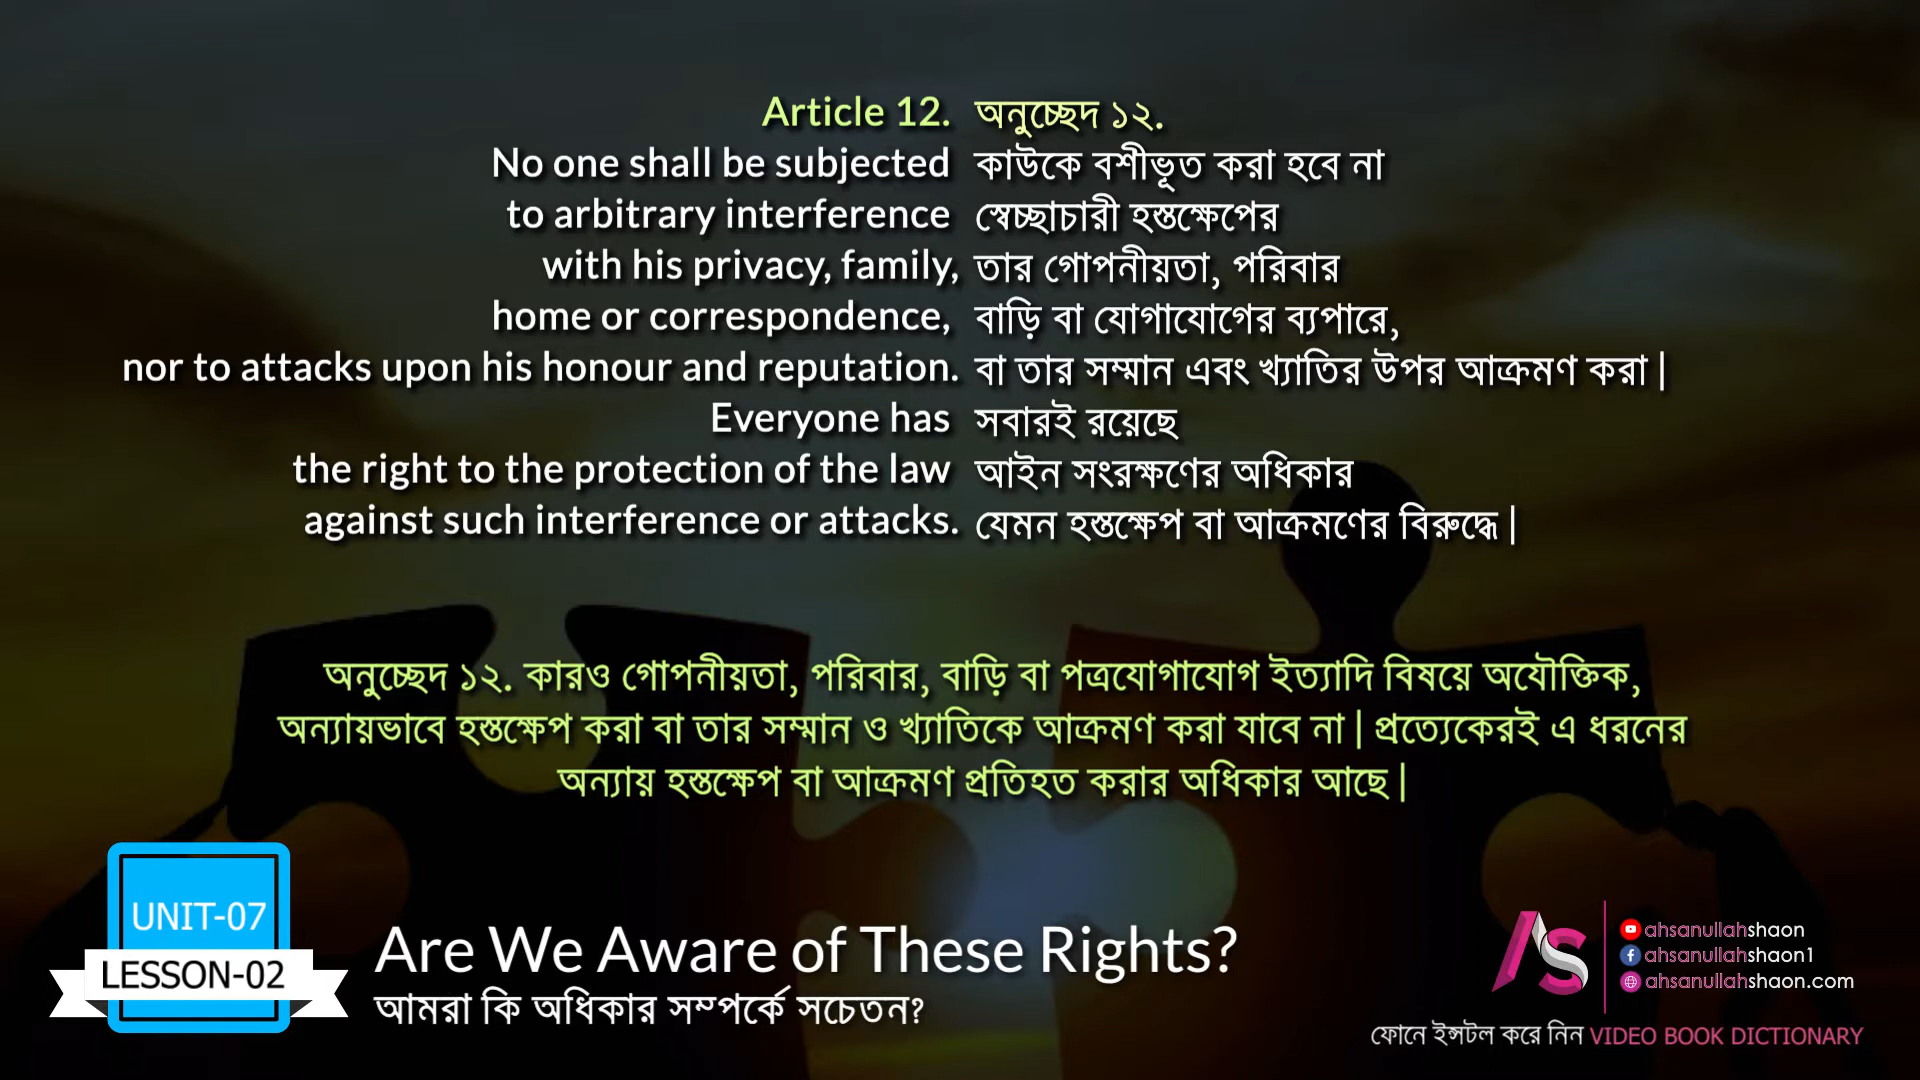 Article 12. অনুচ্ছেদ ১২.
No one shall be subjected কাউকে বশীভূত করা হবে না
to arbitrary interference স্বেচ্ছাচারী হস্তক্ষেপের
with his privacy, family, তার গোপনীয়তা, পরিবার
home or correspondence, বাড়ি বা যোগাযোগের ব্যপারে,
nor to attacks upon his honour and reputation. বা তার সম্মান এবং খ্যাতির উপর আক্রমণ করা |
Everyone has সবারই রয়েছে
the right to the protection of the law আইন সংরক্ষণের অধিকার
against such interference or attacks. যেমন হস্তক্ষেপ বা আক্রমণের বিরুদ্ধে |
অনুচ্ছেদ ১২. কারও গোপনীয়তা, পরিবার, বাড়ি বা পত্রযোগাযোগ ইত্যাদি বিষয়ে অযৌক্তিক,
অন্যায়ভাবে হস্তক্ষেপ করা বা তার সম্মান ও খ্যাতিকে আক্রমণ করা যাবে না | প্রত্যেকেরই এ ধরনের
অন্যায় হস্তক্ষেপ বা আক্রমণ প্রতিহত করার অধিকার আছে |
UNIT-07
LESSON-02
Are We Aware of These Rights?
আমরা কি অধিকার সম্পর্কে সচেতন?
AS
ahsanullahshaon
ahsanullahshaon1
ahsanullahshaon.com
ফোনে ইন্সটল করে নিন VIDEO BOOK DICTIONARY